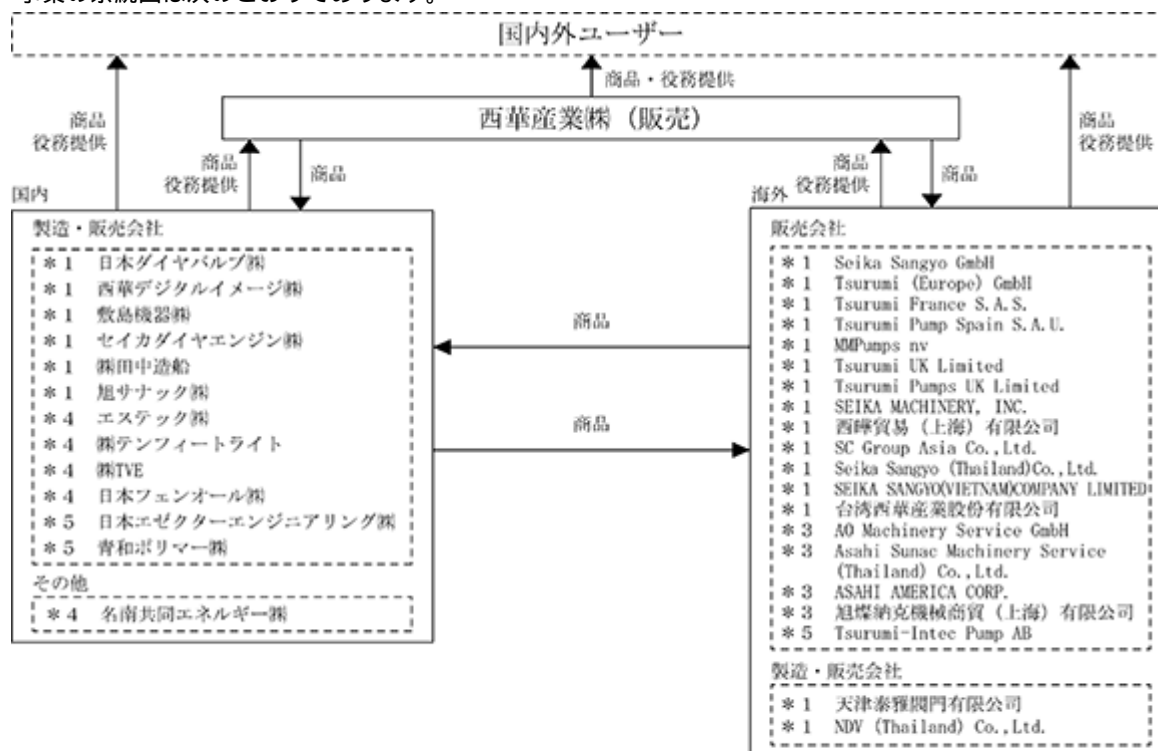 事業の系統図は次のとおりであります。
国内外ユーザー
商品・役務提供
商品
役務提供
商品
役務提供
西華産業㈱（販売）
商品
役務提供
商品
商品
役務提供
商品
国内
海外
製造・販売会社
＊1 日本ダイヤバルブ㈱
＊1 西華デジタルイメージ㈱
＊1 敷島機器㈱
＊1 セイカダイヤエンジン㈱
＊1 ㈱田中造船
＊1 旭サナック㈱
＊4 エステック㈱
＊4 ㈱テンフィートライト
＊4 ㈱TVE
＊4 日本フェンオール㈱
＊5 日本エゼクターエンジニアリング㈱
＊5 青和ポリマー㈱
その他
＊4 名南共同エネルギー㈱
商品
商品
販売会社
＊1 Seika Sangyo GmbH
＊1 Tsurumi (Europe) GmbH
＊1 Tsurumi France S.A.S.
＊1 Tsurumi Pump Spain S.A.U.
＊1 MMPumps nv
＊1 Tsurumi UK Limited
＊1 Tsurumi Pumps UK Limited
＊1 SEIKA MACHINERY, INC.
＊1 西曄貿易（上海）有限公司
＊1 SC Group Asia Co.,Ltd.
＊1 Seika Sangyo (Thailand)Co.,Ltd.
＊1 SEIKA SANGYO(VIETNAM)COMPANY LIMITED
＊1 台湾西華産業股份有限公司
＊3 AO Machinery Service GmbH
＊3 Asahi Sunac Machinery Service
(Thailand) Co.,Ltd.
＊3 ASAHI AMERICA CORP.
＊3 旭燦納克機械商貿（上海）有限公司
＊5 Tsurumi-Intec Pump AB
製造・販売会社
＊1 天津泰雅閥門有限公司
＊1 NDV (Thailand) Co.,Ltd.